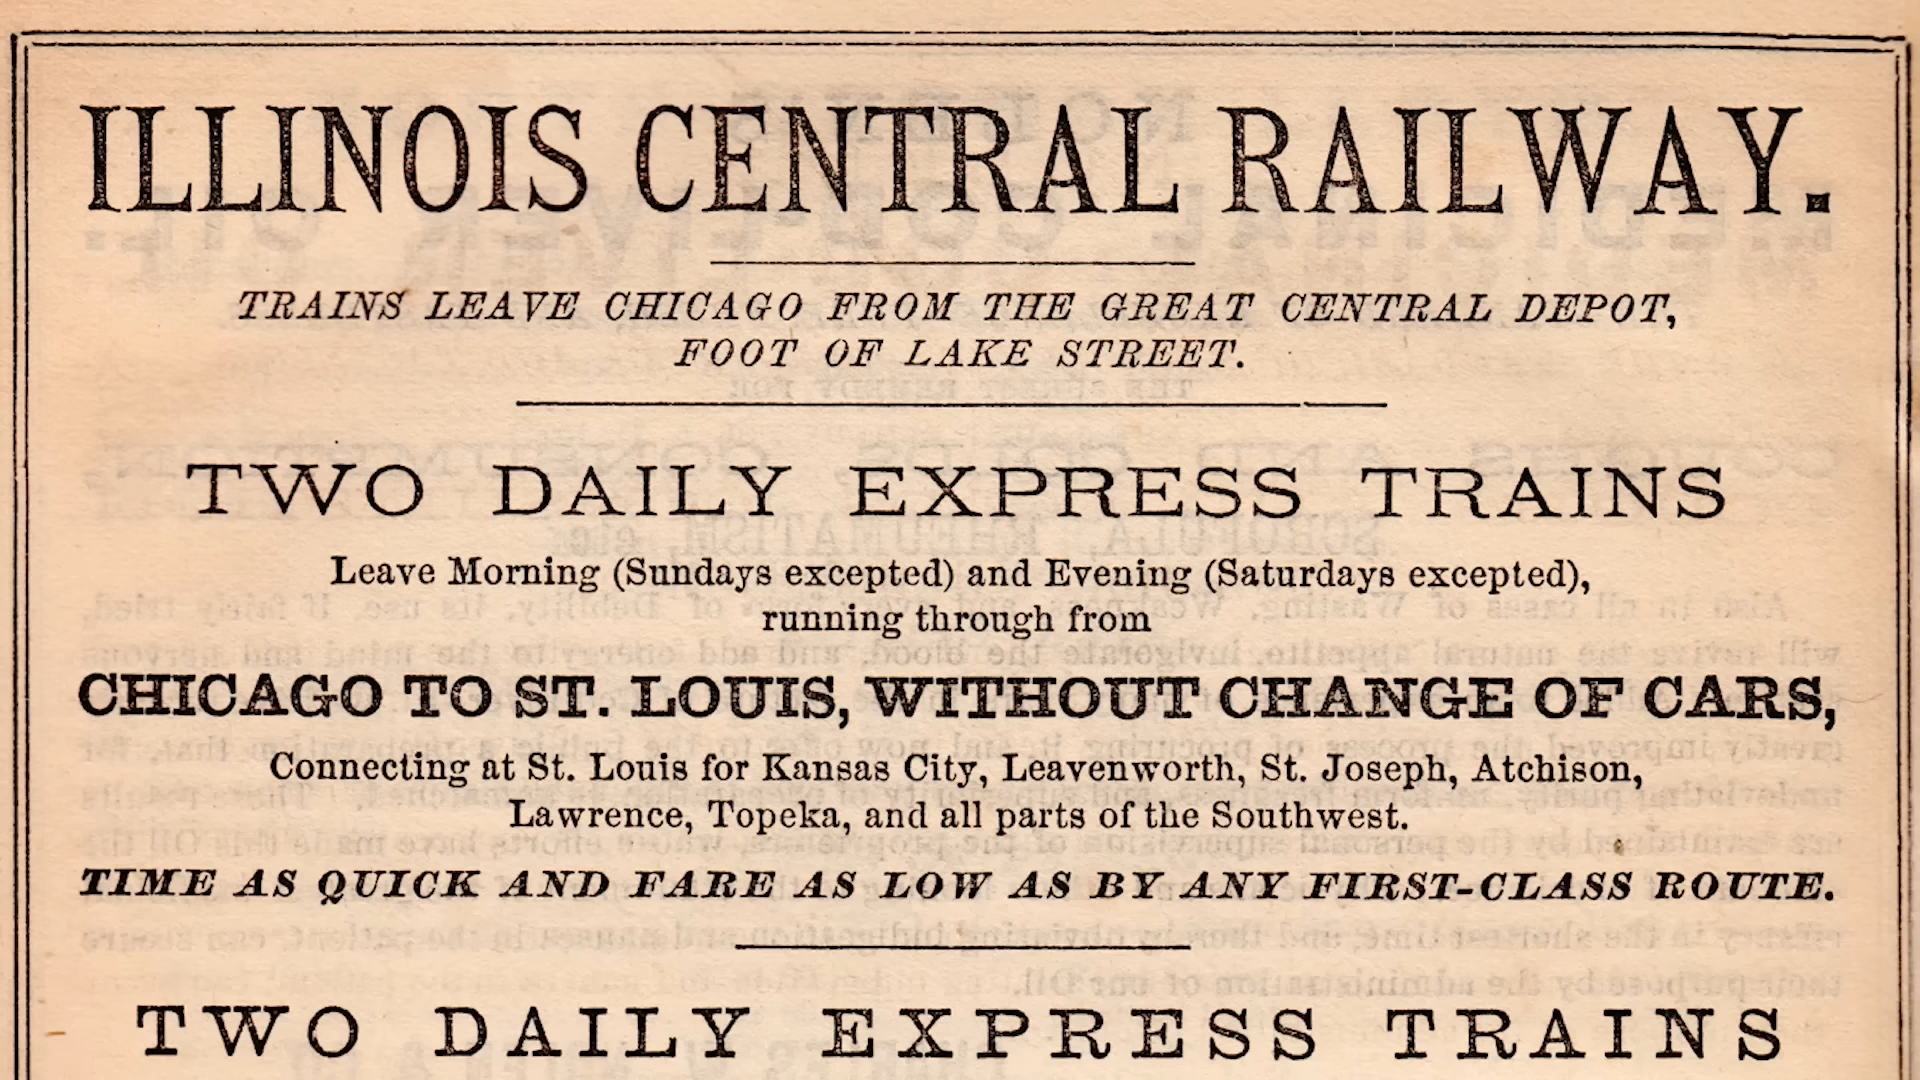 ILLINOIS CENTRAL RAILWAY.
TRAINS LEAVE CHICAGO FROM THE GREAT CENTRAL DEPOT,
FOOT OF LAKE STREET.
TWO DAILY EXPRESS TRAINS
Leave Morning (Sundays excepted) and Evening (Saturdays excepted),
running through from
CHICAGO TO ST. LOUIS, WITHOUT CHANGE OF CARS,
Connecting at St. Louis for Kansas City, Leavenworth, St. Joseph, Atchison,
Lawrence, Topeka, and all parts of the Southwest.
TIME AS QUICK AND FARE AS LOW AS BY ANY FIRST-CLASS ROUTE.
TWO DAILY EXPRESS TRAINS